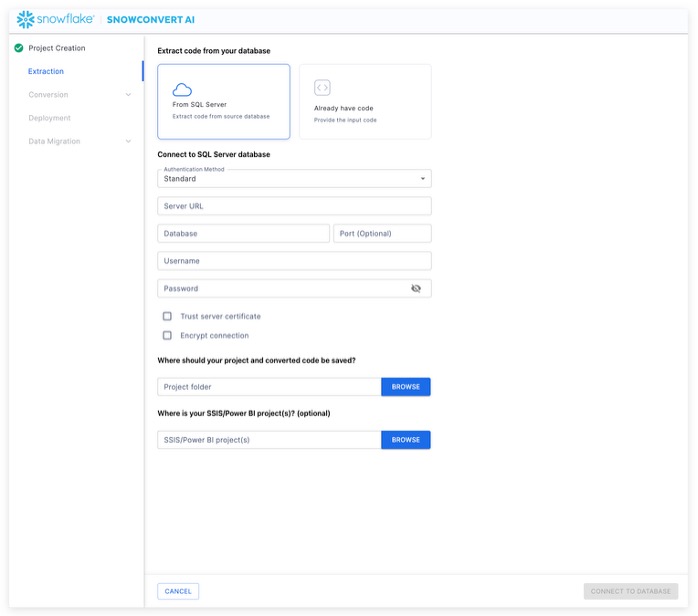 snowflake® | SNOWCONVERT AI
Project Creation
Extraction
Conversion
Deployment
Data Migration
Extract code from your database
From SQL Server
Extract code from source database
Already have code
Provide the input code
Connect to SQL Server database
Authentication Method
Standard
Server URL
Database
Port (Optional)
Username
Password
Trust server certificate
Encrypt connection
Where should your project and converted code be saved?
Project folder
BROWSE
Where is your SSIS/Power BI project(s)? (optional)
SSIS/Power BI project(s)
BROWSE
CANCEL
CONNECT TO DATABASE